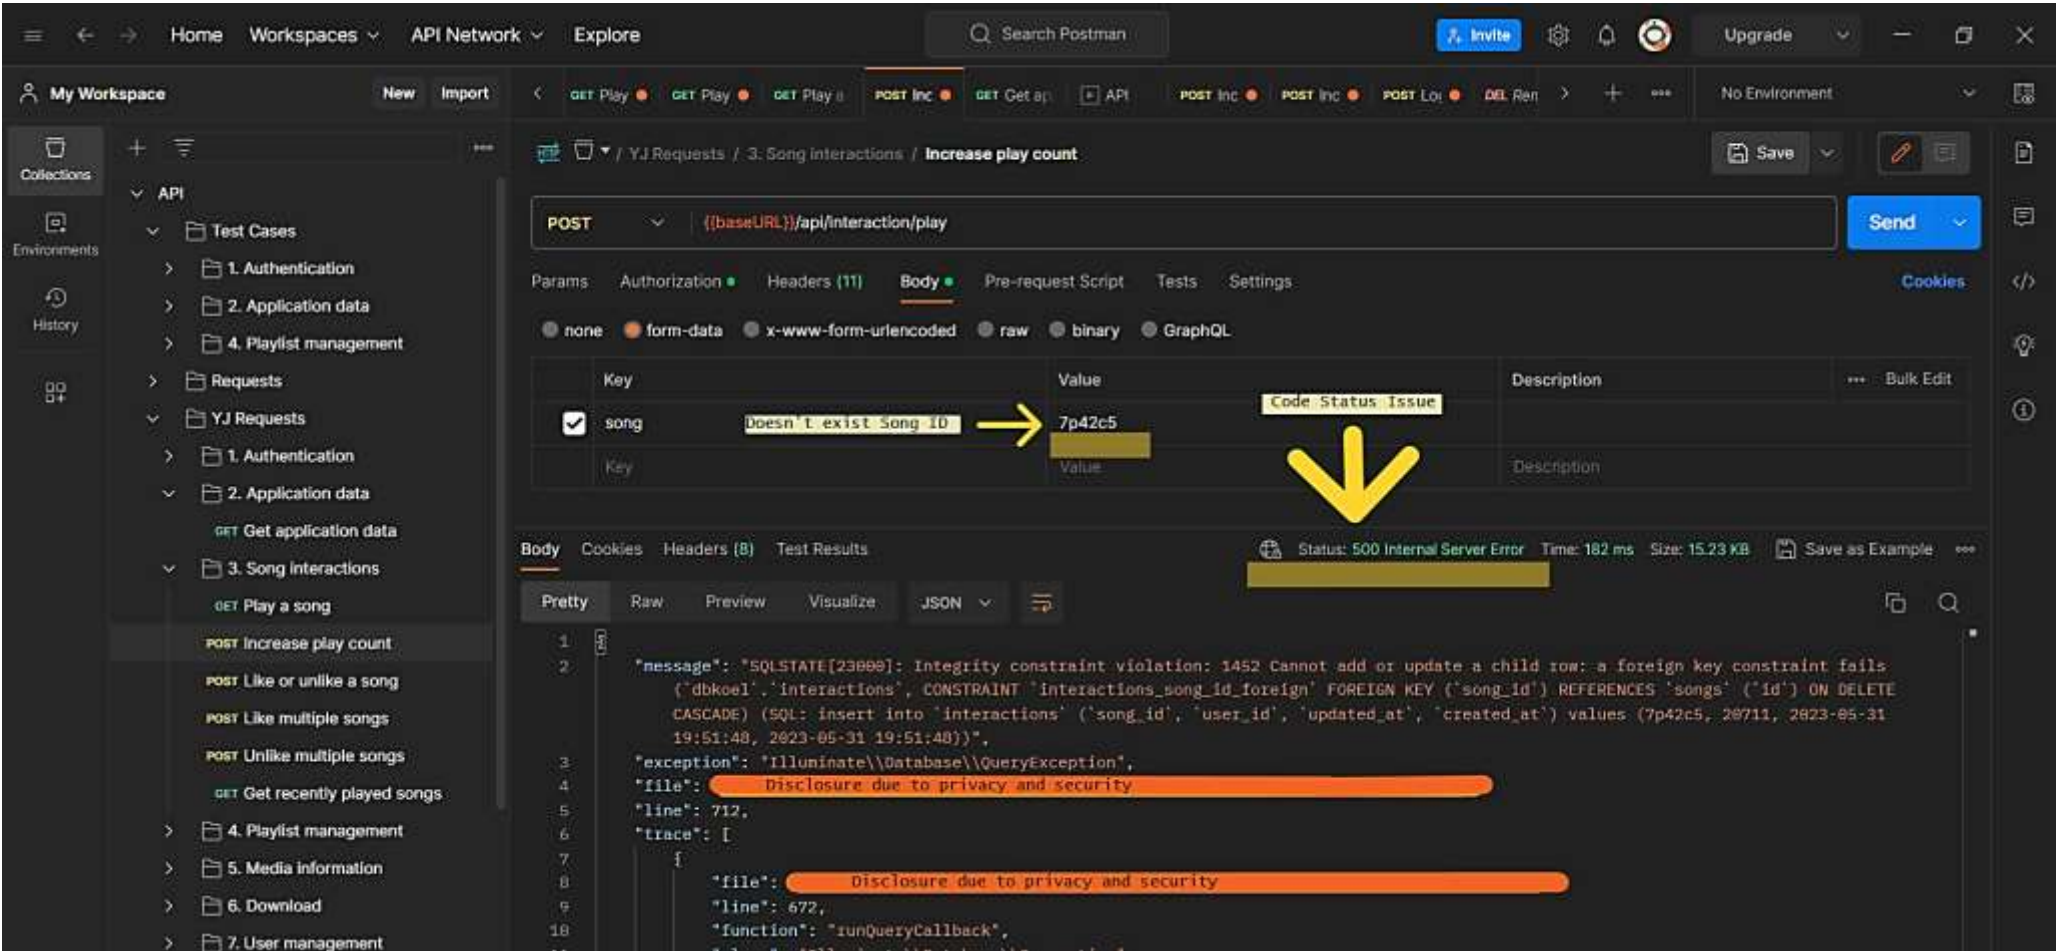 Home Workspaces API Network Explore Search Postman Invite Upgrade
My Workspace New Import GET Play GET Play GET Play POST Inc GET Get ap API POST Inc POST Inc POST Log DEL Ren No Environment
Collections
Environments
History
API
Test Cases
1. Authentication
2. Application data
4. Playlist management
Requests
YJ Requests
1. Authentication
2. Application data
GET Get application data
3. Song interactions
GET Play a song
POST Increase play count
POST Like or unlike a song
POST Like multiple songs
POST Unlike multiple songs
GET Get recently played songs
4. Playlist management
5. Media information
6. Download
7. User management
HTTP / YJ Requests / 3. Song interactions / Increase play count Save
POST {{baseURL}}/api/interaction/play Send
Params Authorization Headers (11) Body Pre-request Script Tests Settings Cookies
none form-data x-www-form-urlencoded raw binary GraphQL
Key Value Description Bulk Edit
Code Status Issue
song Doesn't exist Song ID 7p42c5
Key Value Description
Body Cookies Headers (8) Test Results Status: 500 Internal Server Error Time: 182 ms Size: 15.23 KB Save as Example
Pretty Raw Preview Visualize JSON
1 {
2 "message": "SQLSTATE[23000]: Integrity constraint violation: 1452 Cannot add or update a child row: a foreign key constraint fails
(`dbkoel`.`interactions`, CONSTRAINT `interactions_song_id_foreign` FOREIGN KEY (`song_id`) REFERENCES `songs` (`id`) ON DELETE
CASCADE) (SQL: insert into `interactions` (`song_id`, `user_id`, `updated_at`, `created_at`) values (7p42c5, 20711, 2023-05-31
19:51:48, 2023-05-31 19:51:48))",
3 "exception": "Illuminate\\Database\\QueryException",
4 "file": Disclosure due to privacy and security
5 "line": 712,
6 "trace": [
7 {
8 "file": Disclosure due to privacy and security
9 "line": 672,
10 "function": "runQueryCallback",